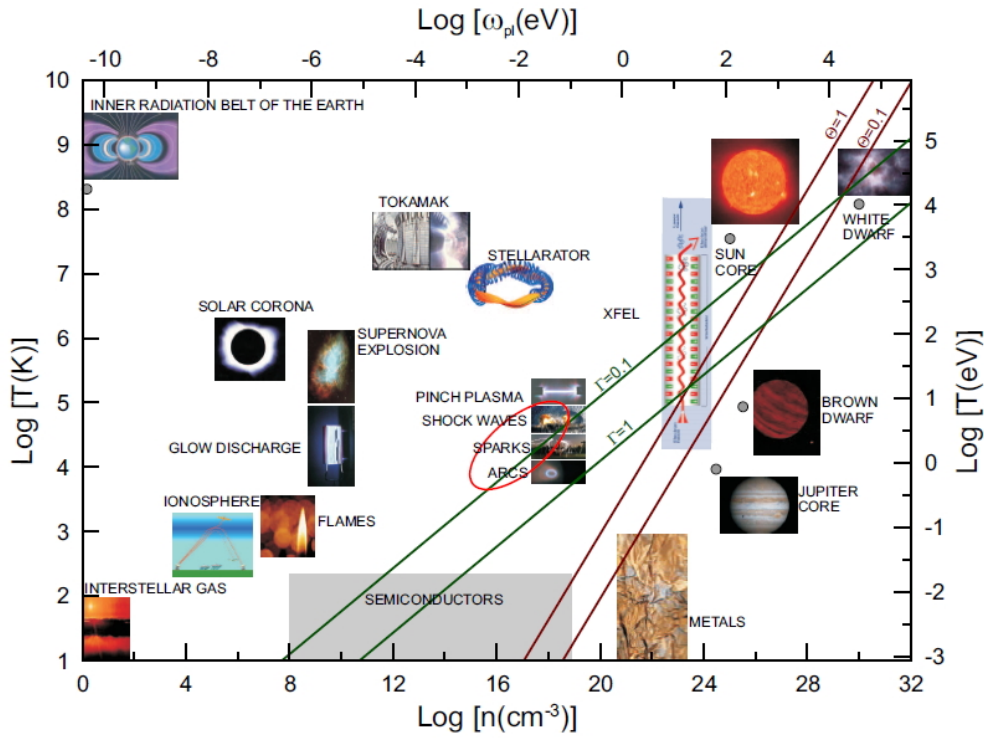 Log [ω_pl(eV)]
-10 -8 -6 -4 -2 0 2 4
10
INNER RADIATION BELT OF THE EARTH
9
Θ=1
Θ=0.1
5
8
TOKAMAK
4
WHITE
DWARF
STELLARATOR
SUN
CORE
7
3
SOLAR CORONA
XFEL
6
SUPERNOVA
EXPLOSION
2
Γ=0.1
PINCH PLASMA
5
1
BROWN
DWARF
SHOCK WAVES
Γ=1
GLOW DISCHARGE
SPARKS
4
ARCS
0
Log [T(K)]
Log [T(eV)]
IONOSPHERE
JUPITER
CORE
FLAMES
3
-1
INTERSTELLAR GAS
2
SEMICONDUCTORS
-2
METALS
1
-3
0 4 8 12 16 20 24 28 32
Log [n(cm⁻³)]